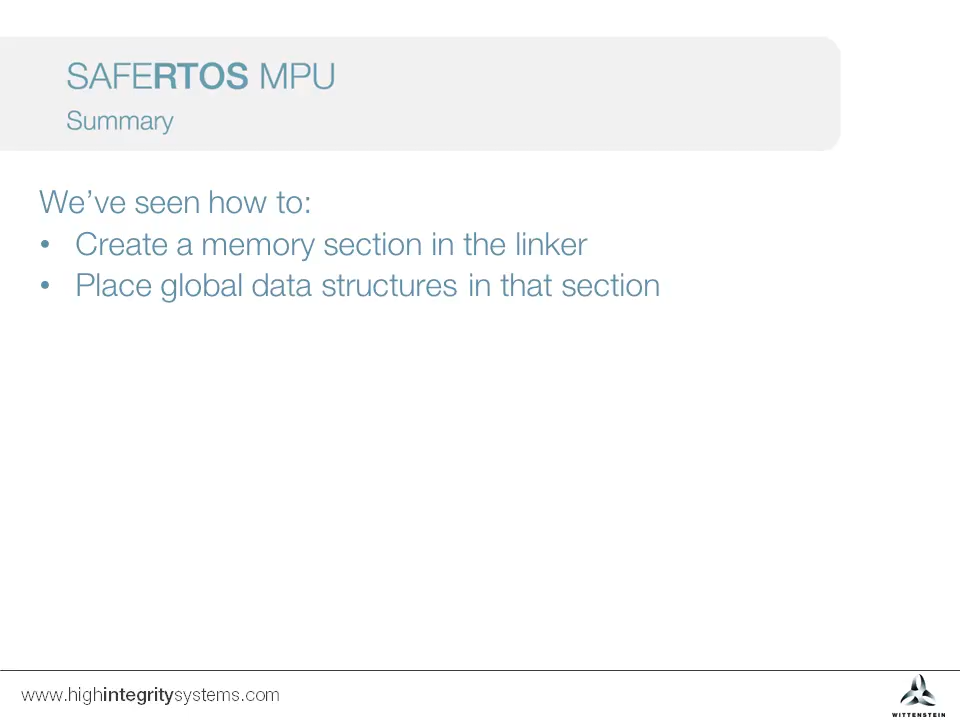 SAFERTOS MPU
Summary
We’ve seen how to:
• Create a memory section in the linker
• Place global data structures in that section
www.highintegritysystems.com
WITTENSTEIN